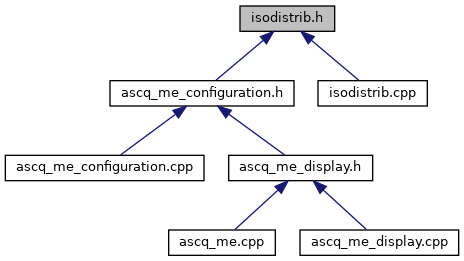 isodistrib.h
ascq_me_configuration.h
isodistrib.cpp
ascq_me_configuration.cpp
ascq_me_display.h
ascq_me.cpp
ascq_me_display.cpp